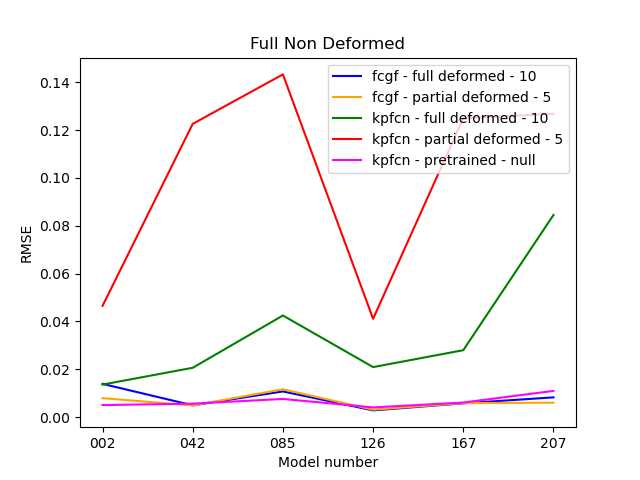 Full Non Deformed
fcgf - full deformed - 10
fcgf - partial deformed - 5
kpfcn - full deformed - 10
kpfcn - partial deformed - 5
kpfcn - pretrained - null
RMSE
0.14
0.12
0.10
0.08
0.06
0.04
0.02
0.00
002 042 085 126 167 207
Model number